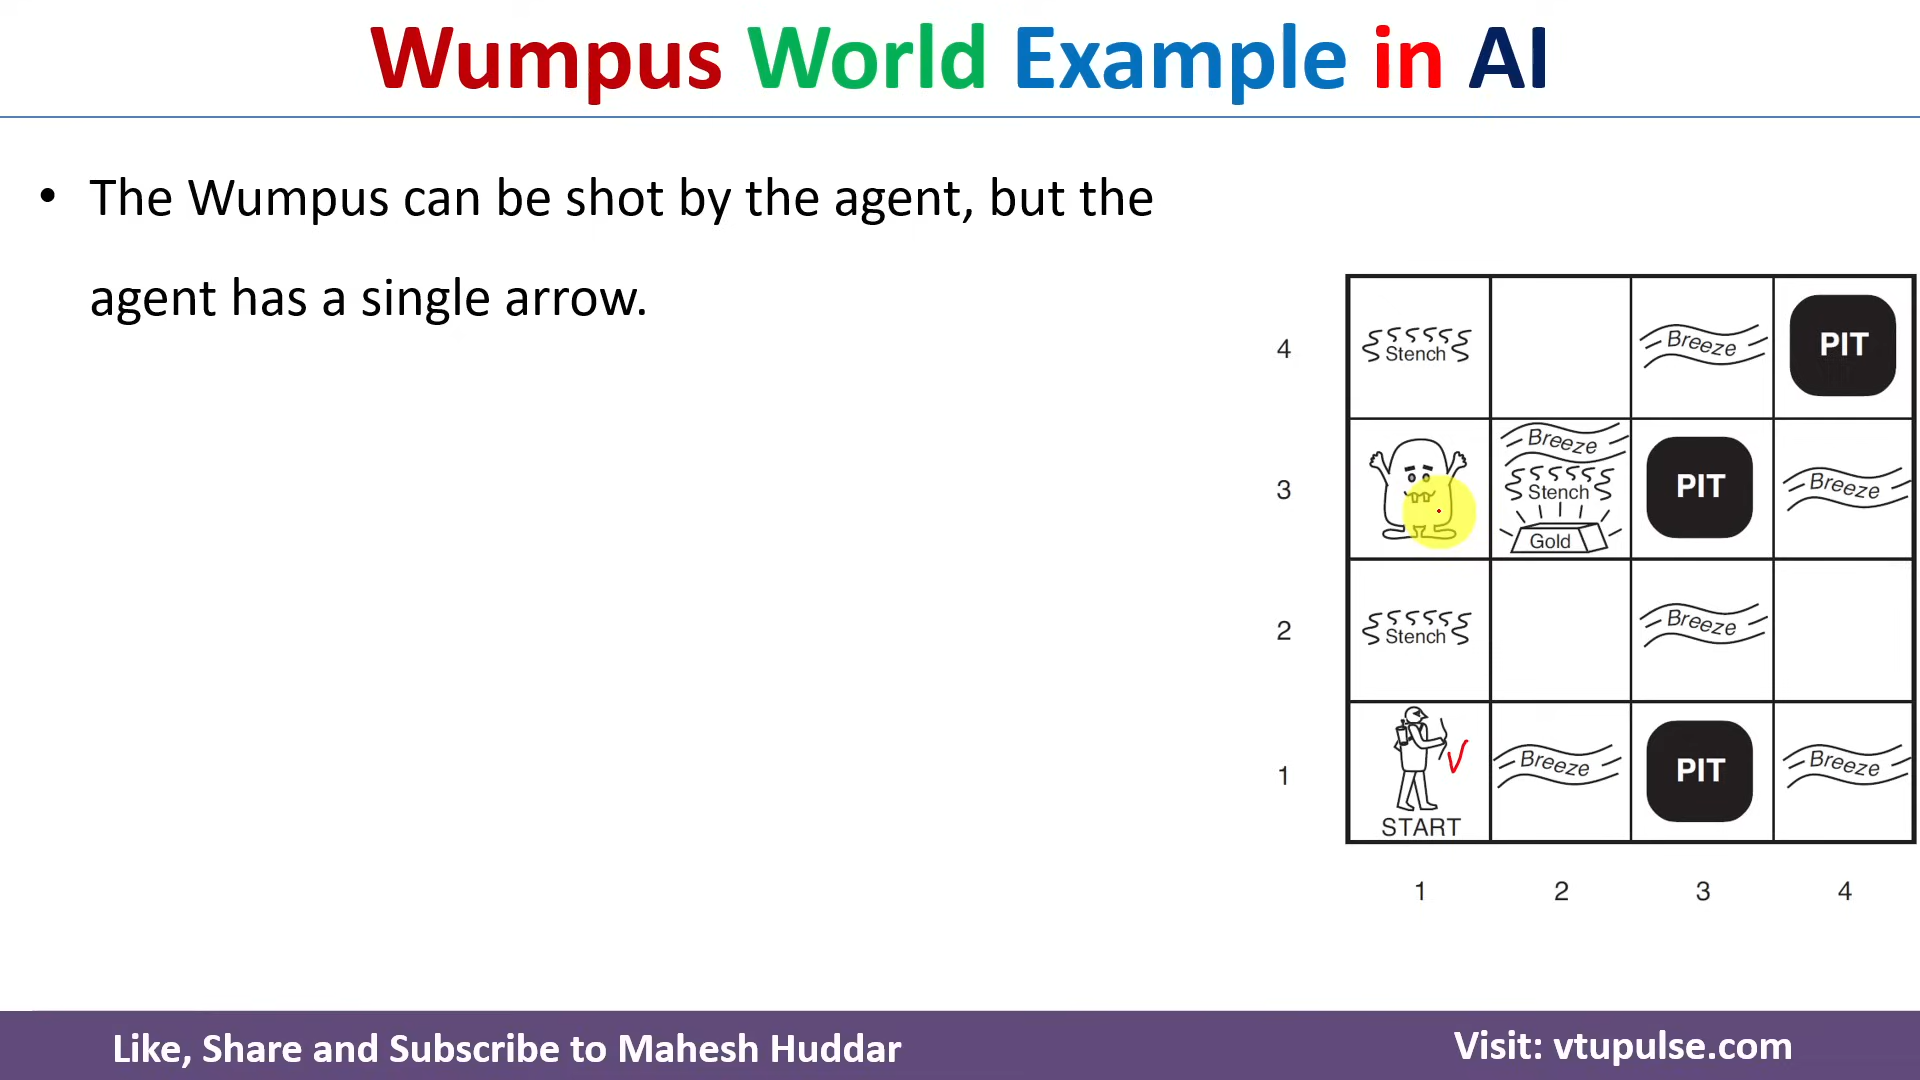 Wumpus World Example in AI
• The Wumpus can be shot by the agent, but the
agent has a single arrow.
4 Stench Breeze PIT
Breeze
3 Stench PIT Breeze
Gold
2 Stench Breeze
1 Breeze PIT Breeze
START
1 2 3 4
Like, Share and Subscribe to Mahesh Huddar
Visit: vtupulse.com